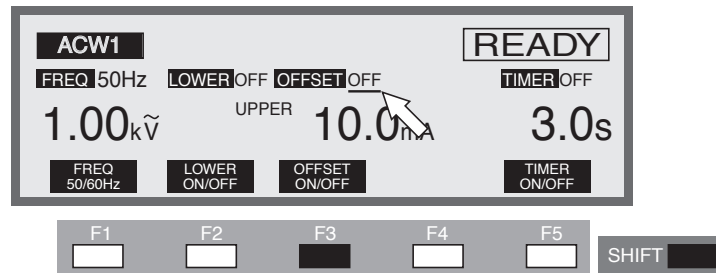 ACW1 READY
FREQ 50Hz LOWER OFF OFFSET OFF TIMER OFF
1.00kṼ UPPER 10.0mA 3.0s
FREQ LOWER OFFSET TIMER
50/60Hz ON/OFF ON/OFF ON/OFF
F1 F2 F3 F4 F5
SHIFT